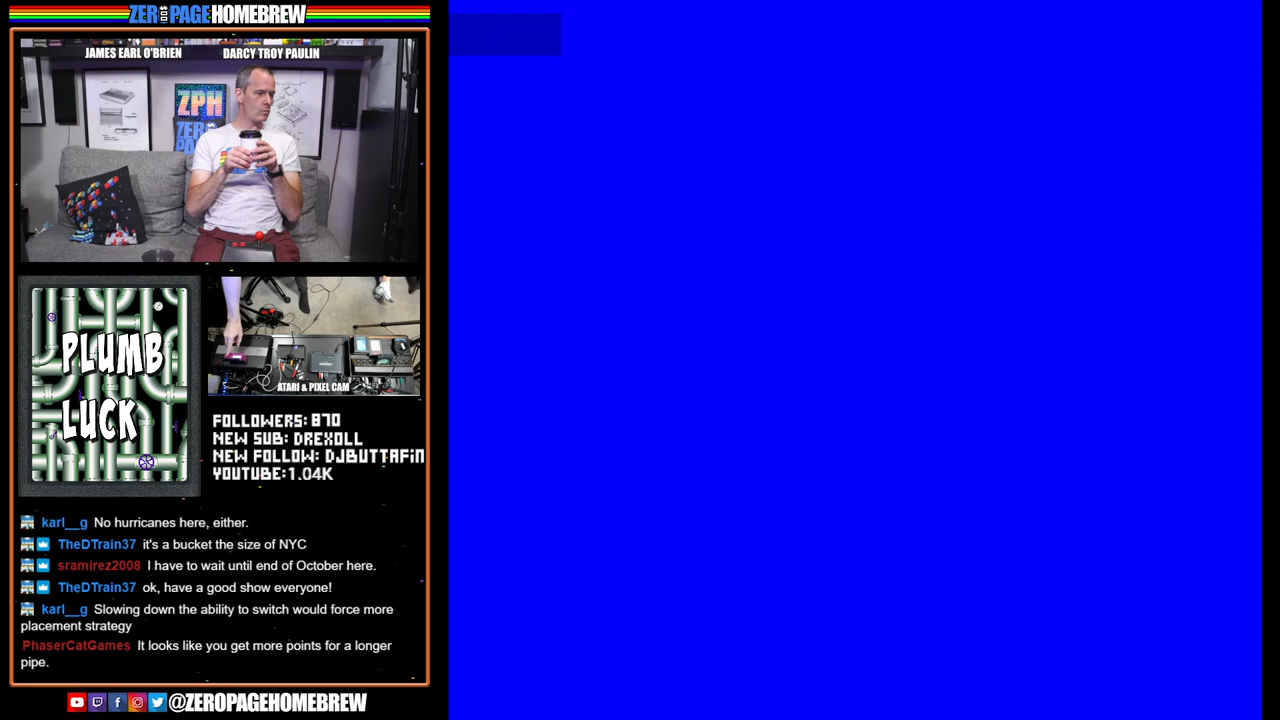 ZEROPAGEHOMEBREW
JAMES EARL O'BRIEN
DARCY TROY PAULIN
ZPH
PLUMB
LUCK
ATARI & PIXEL CAM
FOLLOWERS: 870
NEW SUB: DREXOLL
NEW FOLLOW: DJBUTTAFIN
YOUTUBE:1.04K
karl__g No hurricanes here, either.
TheDTrain37 it's a bucket the size of NYC
sramirez2008 I have to wait until end of October here.
TheDTrain37 ok, have a good show everyone!
karl__g Slowing down the ability to switch would force more
placement strategy
PhaserCatGames It looks like you get more points for a longer
pipe.
@ZEROPAGEHOMEBREW